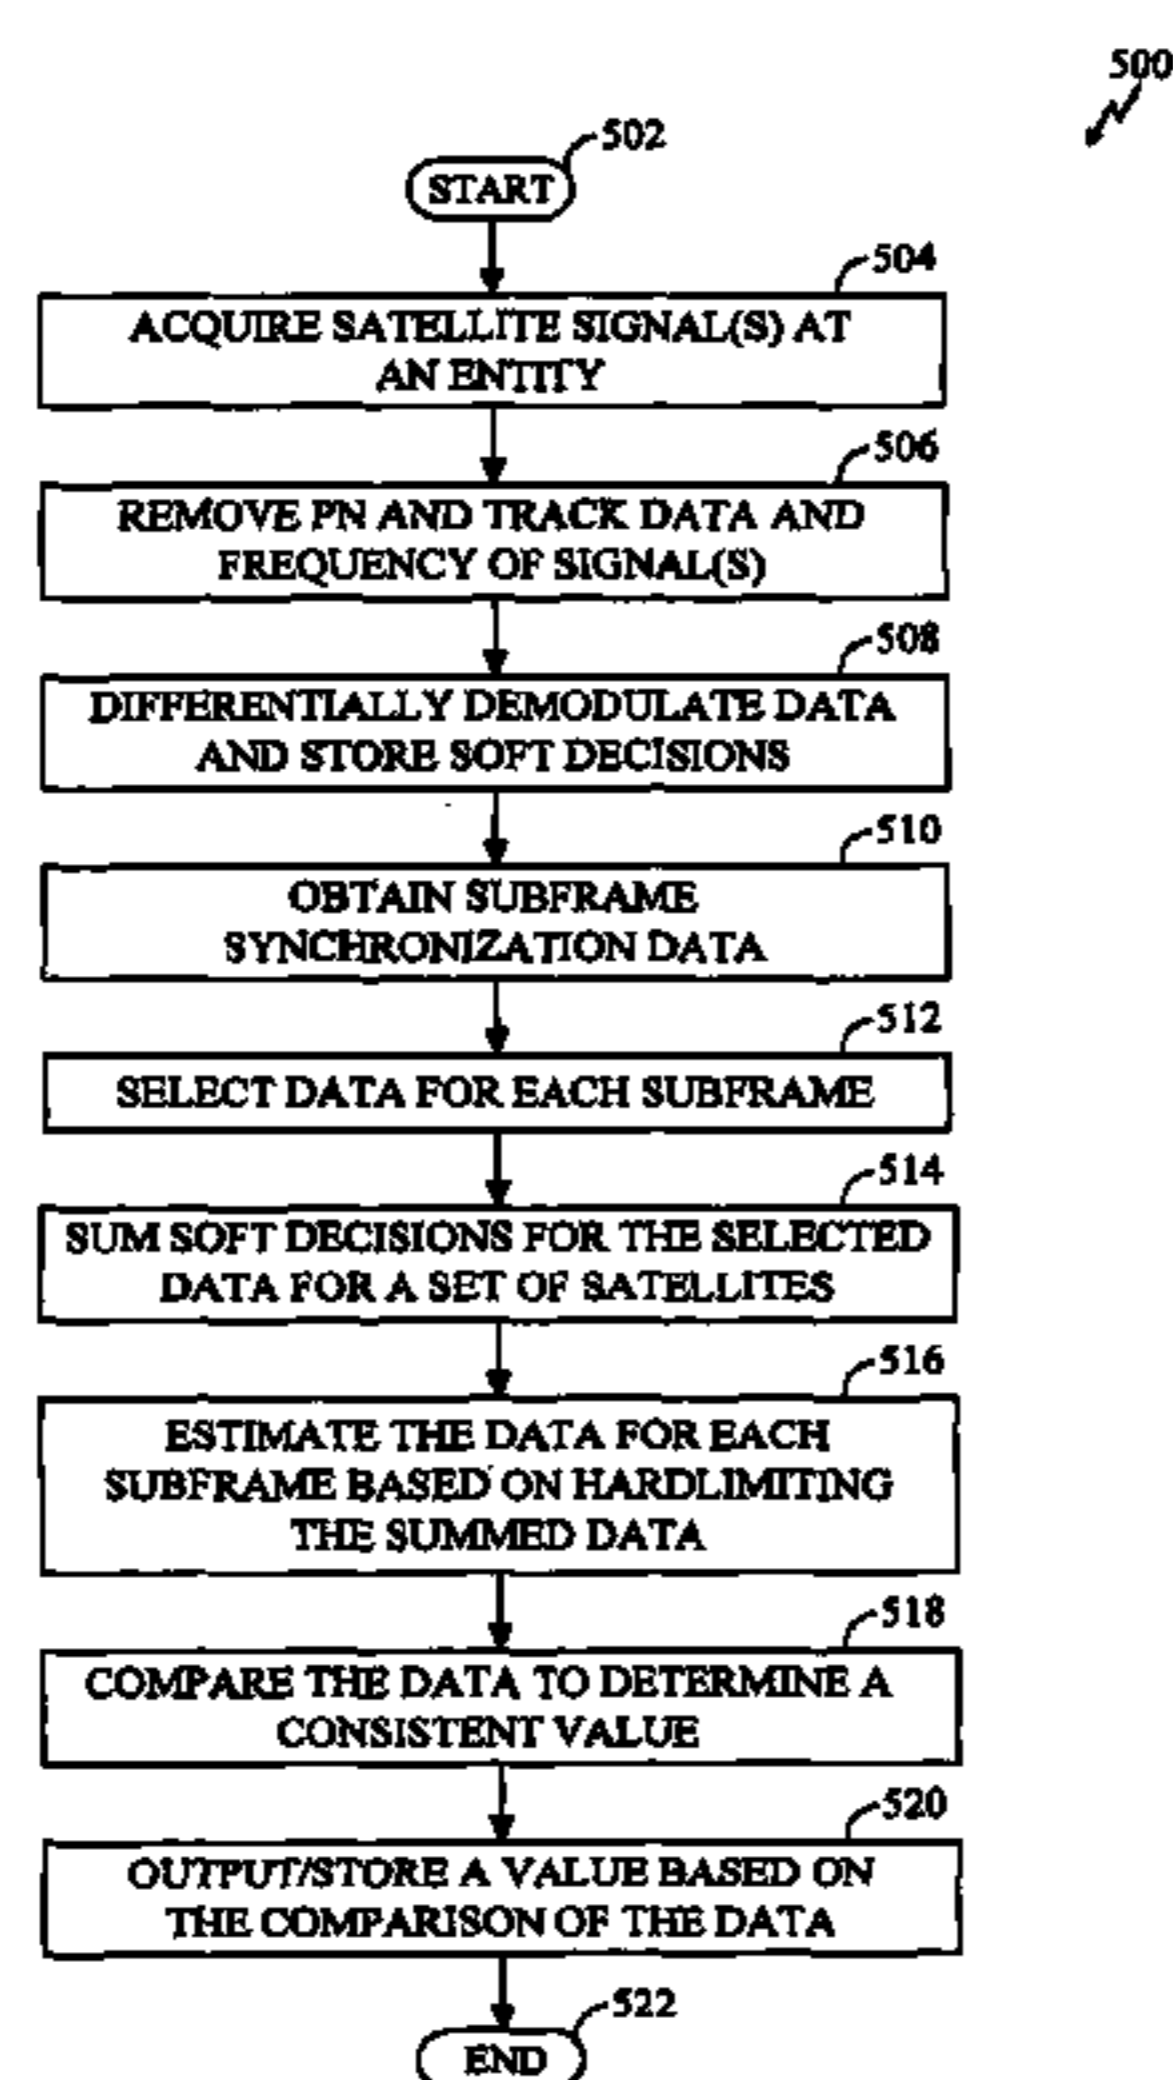 500
502
START
504
ACQUIRE SATELLITE SIGNAL(S) AT
AN ENTITY
506
REMOVE PN AND TRACK DATA AND
FREQUENCY OF SIGNAL(S)
508
DIFFERENTIALLY DEMODULATE DATA
AND STORE SOFT DECISIONS
510
OBTAIN SUBFRAME
SYNCHRONIZATION DATA
512
SELECT DATA FOR EACH SUBFRAME
514
SUM SOFT DECISIONS FOR THE SELECTED
DATA FOR A SET OF SATELLITES
516
ESTIMATE THE DATA FOR EACH
SUBFRAME BASED ON HARDLIMITING
THE SUMMED DATA
518
COMPARE THE DATA TO DETERMINE A
CONSISTENT VALUE
520
OUTPUT/STORE A VALUE BASED ON
THE COMPARISON OF THE DATA
522
END